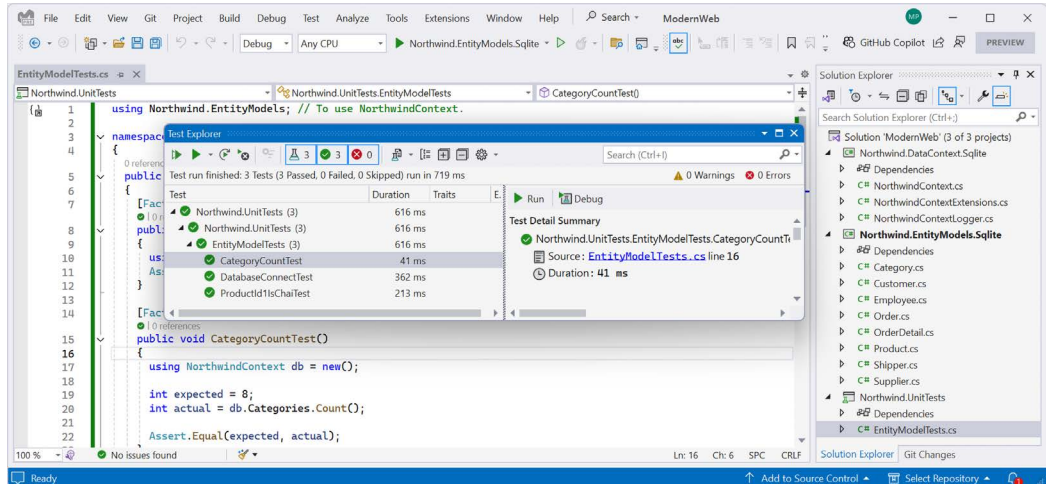 File Edit View Git Project Build Debug Test Analyze Tools Extensions Window Help Search ModernWeb MP
Debug Any CPU Northwind.EntityModels.Sqlite abc GitHub Copilot PREVIEW
EntityModelTests.cs
Northwind.UnitTests Northwind.UnitTests.EntityModelTests CategoryCountTest()
1 using Northwind.EntityModels; // To use NorthwindContext.
2
3 namespac
4 {
0 referenc
5 public
6 {
7 [Fac
8 publ
9 {
10 us
11 As
12 }
13
14 [Fac
0 references
15 public void CategoryCountTest()
16 {
17 using NorthwindContext db = new();
18
19 int expected = 8;
20 int actual = db.Categories.Count();
21
22 Assert.Equal(expected, actual);
100 % No issues found Ln: 16 Ch: 6 SPC CRLF
Test Explorer
3 3 0 Search (Ctrl+I)
Test run finished: 3 Tests (3 Passed, 0 Failed, 0 Skipped) run in 719 ms 0 Warnings 0 Errors
Test Duration Traits E.
Northwind.UnitTests (3) 616 ms
Northwind.UnitTests (3) 616 ms
EntityModelTests (3) 616 ms
CategoryCountTest 41 ms
DatabaseConnectTest 362 ms
ProductId1IsChaiTest 213 ms
Run Debug
Test Detail Summary
Northwind.UnitTests.EntityModelTests.CategoryCountTe
Source: EntityModelTests.cs line 16
Duration: 41 ms
Solution Explorer
Search Solution Explorer (Ctrl+;)
Solution 'ModernWeb' (3 of 3 projects)
Northwind.DataContext.Sqlite
Dependencies
C# NorthwindContext.cs
C# NorthwindContextExtensions.cs
C# NorthwindContextLogger.cs
Northwind.EntityModels.Sqlite
Dependencies
C# Category.cs
C# Customer.cs
C# Employee.cs
C# Order.cs
C# OrderDetail.cs
C# Product.cs
C# Shipper.cs
C# Supplier.cs
Northwind.UnitTests
Dependencies
C# EntityModelTests.cs
Solution Explorer Git Changes
Ready Add to Source Control Select Repository 1